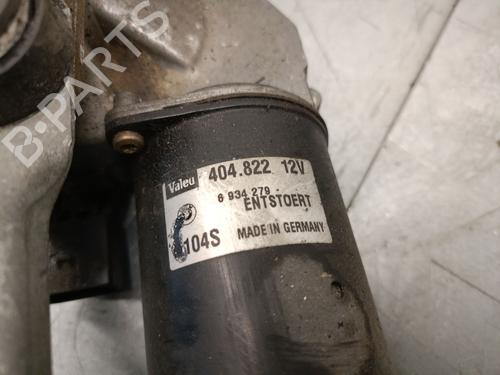 B-PARTS
Valeo 404.822 12V
6 934 279
ENTSTOERT
104S MADE IN GERMANY